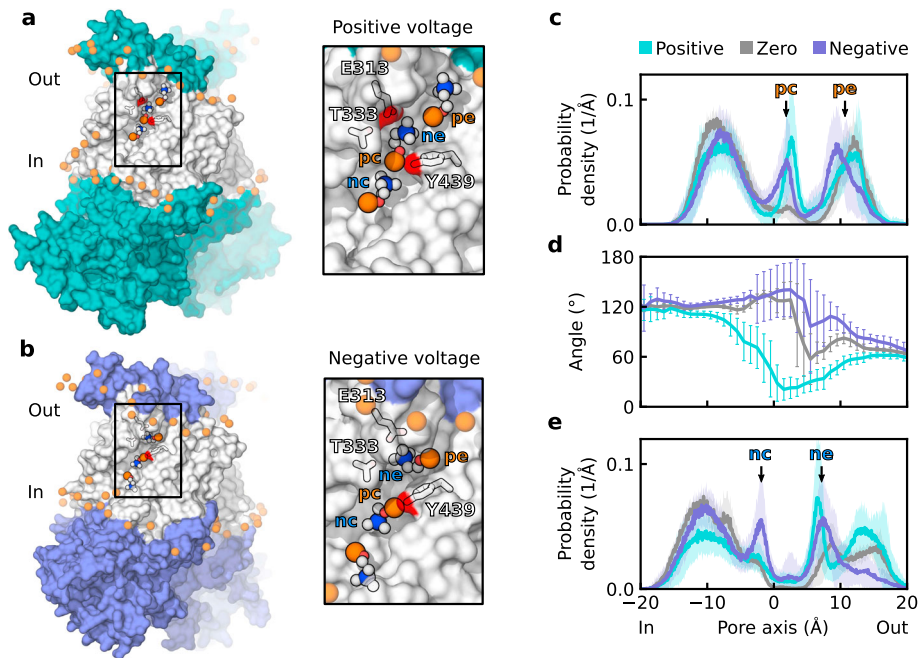 a
Out
In
Positive voltage
E313
T333
pe
ne
pc
nc
Y439
b
Out
In
Negative voltage
E313
T333
pe
ne
pc
nc
Y439
c
Positive
Zero
Negative
pc
pe
0.1
Probability
density (1/Å)
0.0
d
180
120
Angle (°)
60
0
e
nc
ne
0.1
Probability
density (1/Å)
0.0
−20
−10
0
10
20
In
Pore axis (Å)
Out